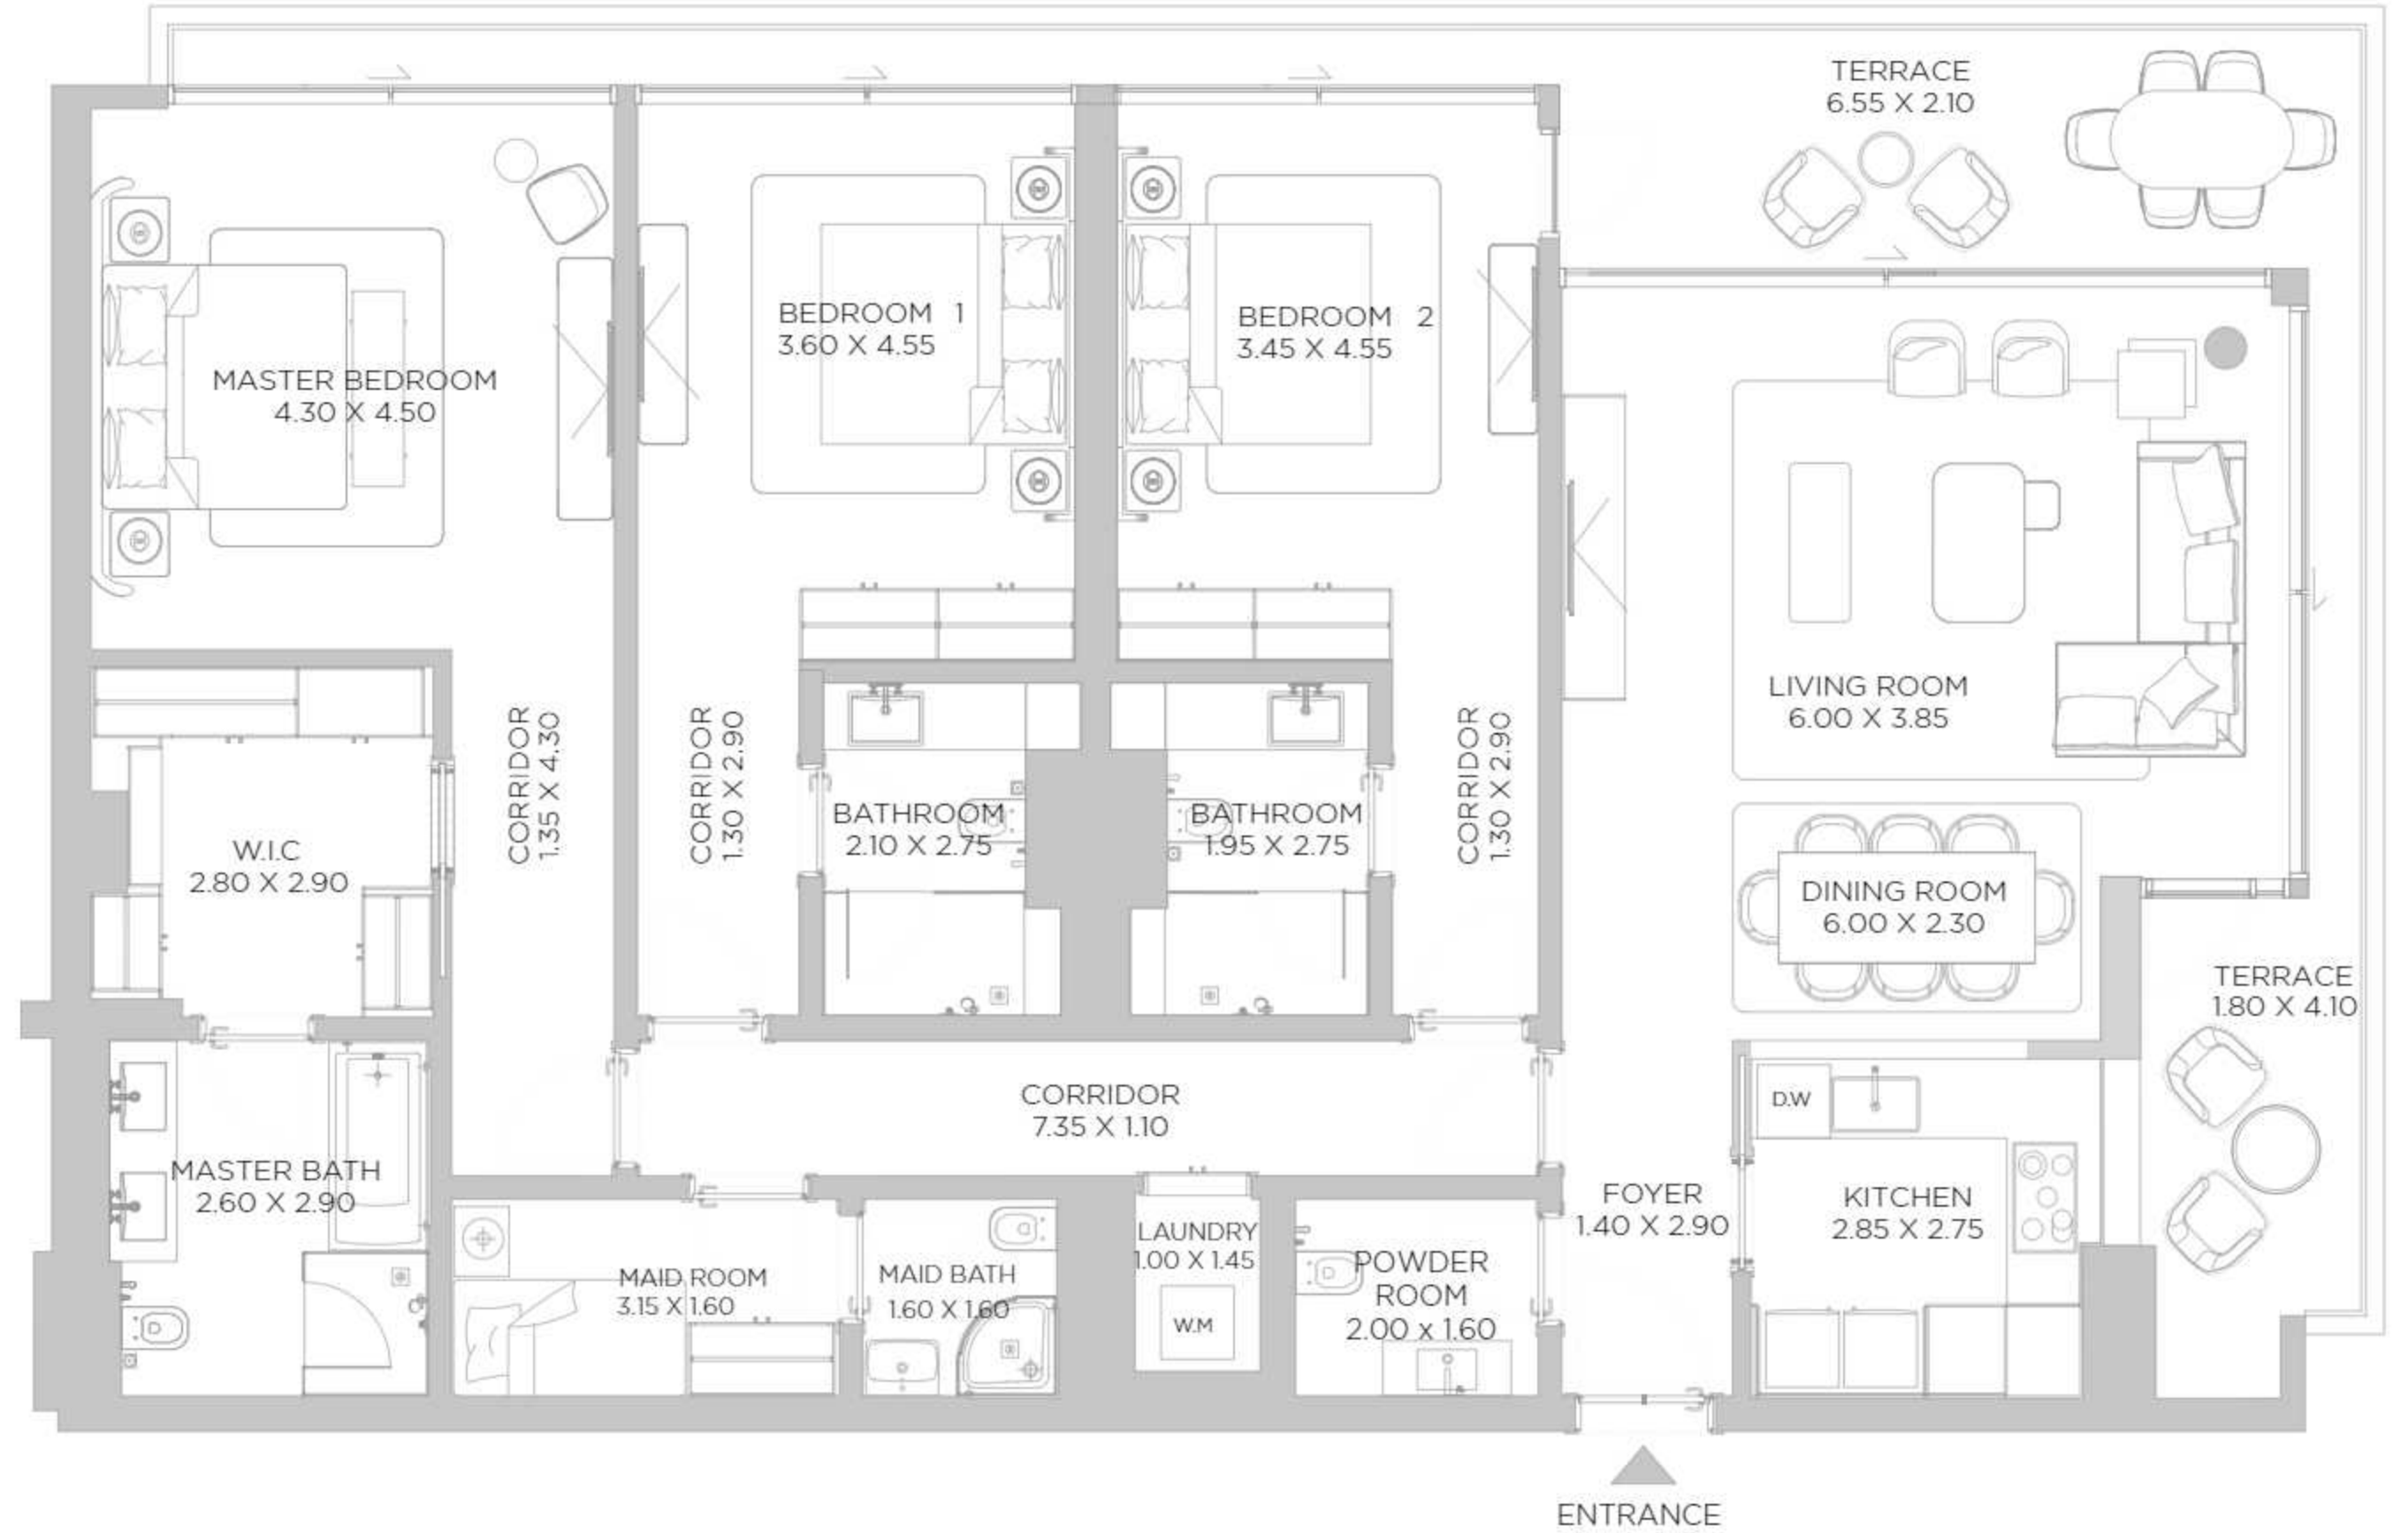 TERRACE
6.55 X 2.10
BEDROOM 1
3.60 X 4.55
BEDROOM 2
3.45 X 4.55
MASTER BEDROOM
4.30 X 4.50
LIVING ROOM
6.00 X 3.85
CORRIDOR
1.35 X 4.30
CORRIDOR
1.30 X 2.90
CORRIDOR
1.30 X 2.90
BATHROOM
2.10 X 2.75
BATHROOM
1.95 X 2.75
W.I.C
2.80 X 2.90
DINING ROOM
6.00 X 2.30
TERRACE
1.80 X 4.10
CORRIDOR
7.35 X 1.10
D.W
MASTER BATH
2.60 X 2.90
FOYER
1.40 X 2.90
KITCHEN
2.85 X 2.75
LAUNDRY
1.00 X 1.45
MAID ROOM
3.15 X 1.60
MAID BATH
1.60 X 1.60
POWDER
ROOM
2.00 x 1.60
W.M
ENTRANCE